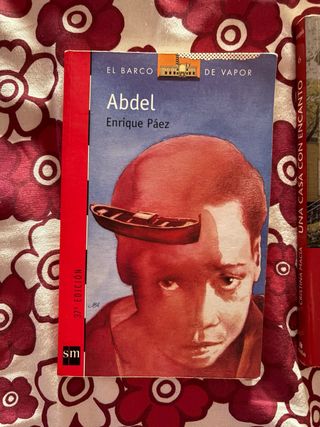 EL BARCO DE VAPOR
Abdel
Enrique Páez
37ª EDICIÓN
sm
UNA CASA CON ENCANTO
CRISTINA MACÍA